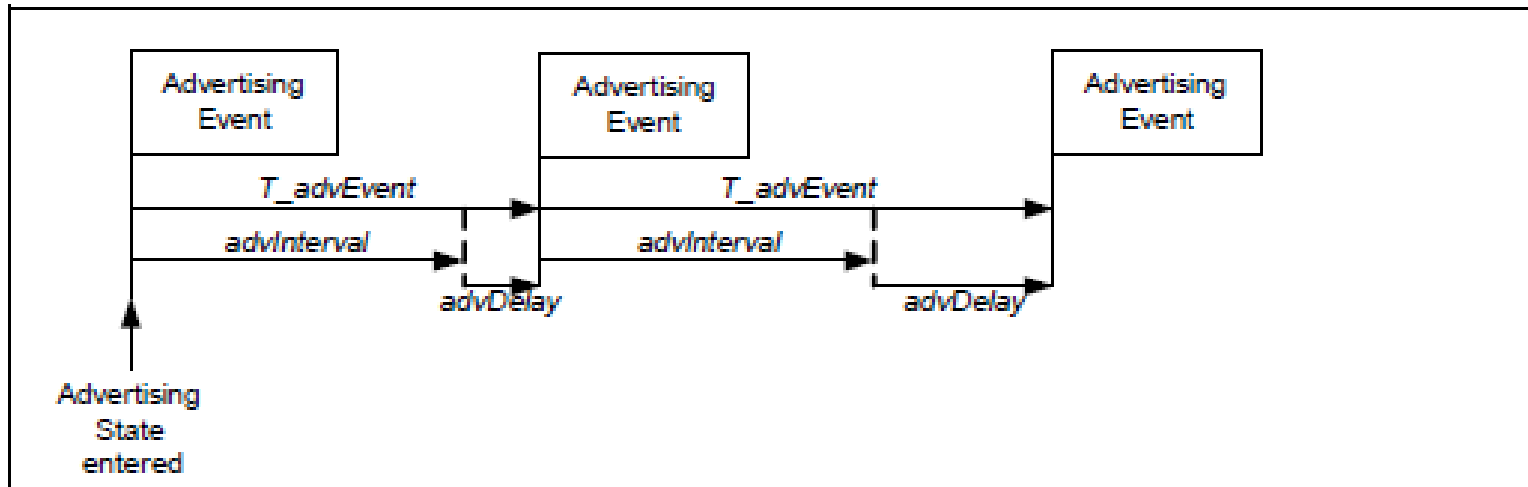 Advertising
Event
Advertising
Event
Advertising
Event
T_advEvent
T_advEvent
advInterval
advInterval
advDelay
advDelay
Advertising
State
entered